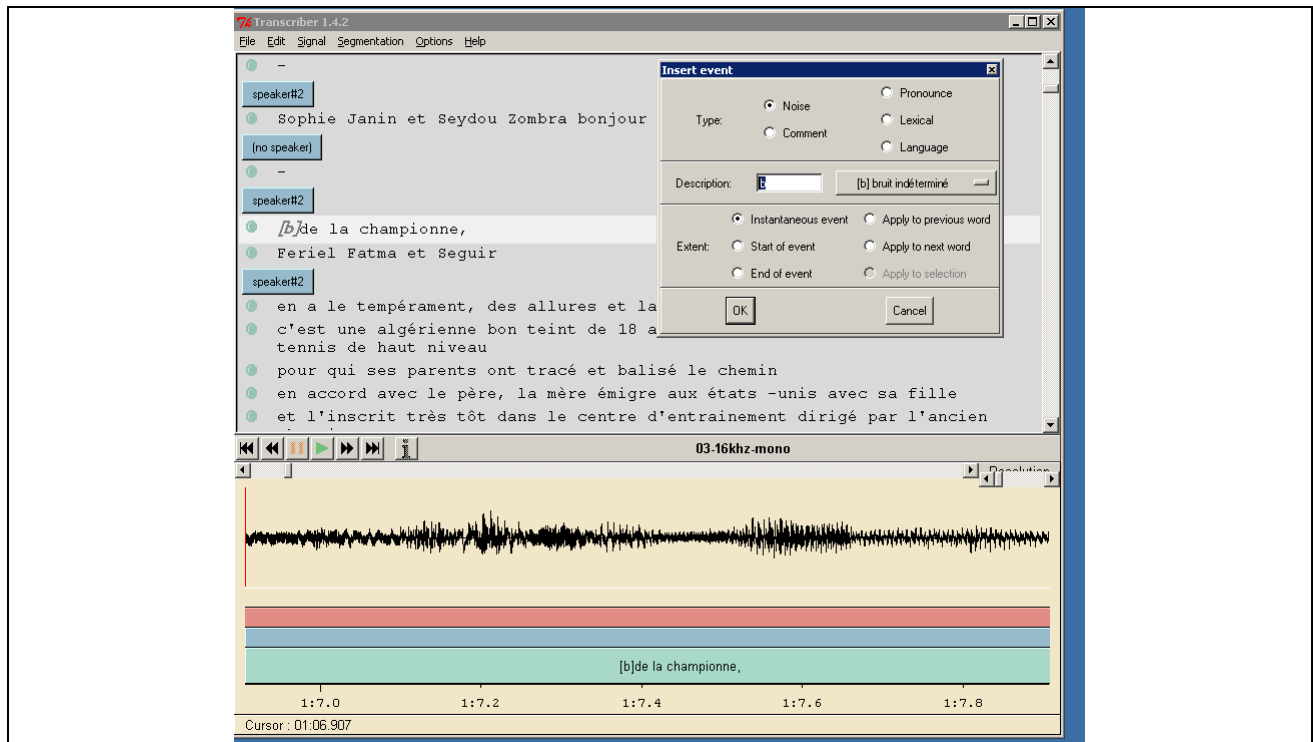 Transcriber 1.4.2
File Edit Signal Segmentation Options Help
–
speaker#2
Sophie Janin et Seydou Zombra bonjour
(no speaker)
–
speaker#2
[b]de la championne,
Feriel Fatma et Seguir
speaker#2
en a le tempérament, des allures et la
c'est une algérienne bon teint de 18 a
tennis de haut niveau
pour qui ses parents ont tracé et balisé le chemin
en accord avec le père, la mère émigre aux états -unis avec sa fille
et l'inscrit très tôt dans le centre d'entrainement dirigé par l'ancien
Insert event
Type:
Noise
Comment
Pronounce
Lexical
Language
Description: b [b] bruit indéterminé
Extent:
Instantaneous event
Start of event
End of event
Apply to previous word
Apply to next word
Apply to selection
OK Cancel
03-16khz-mono
Resolution
[b]de la championne,
1:7.0 1:7.2 1:7.4 1:7.6 1:7.8
Cursor : 01:06.907